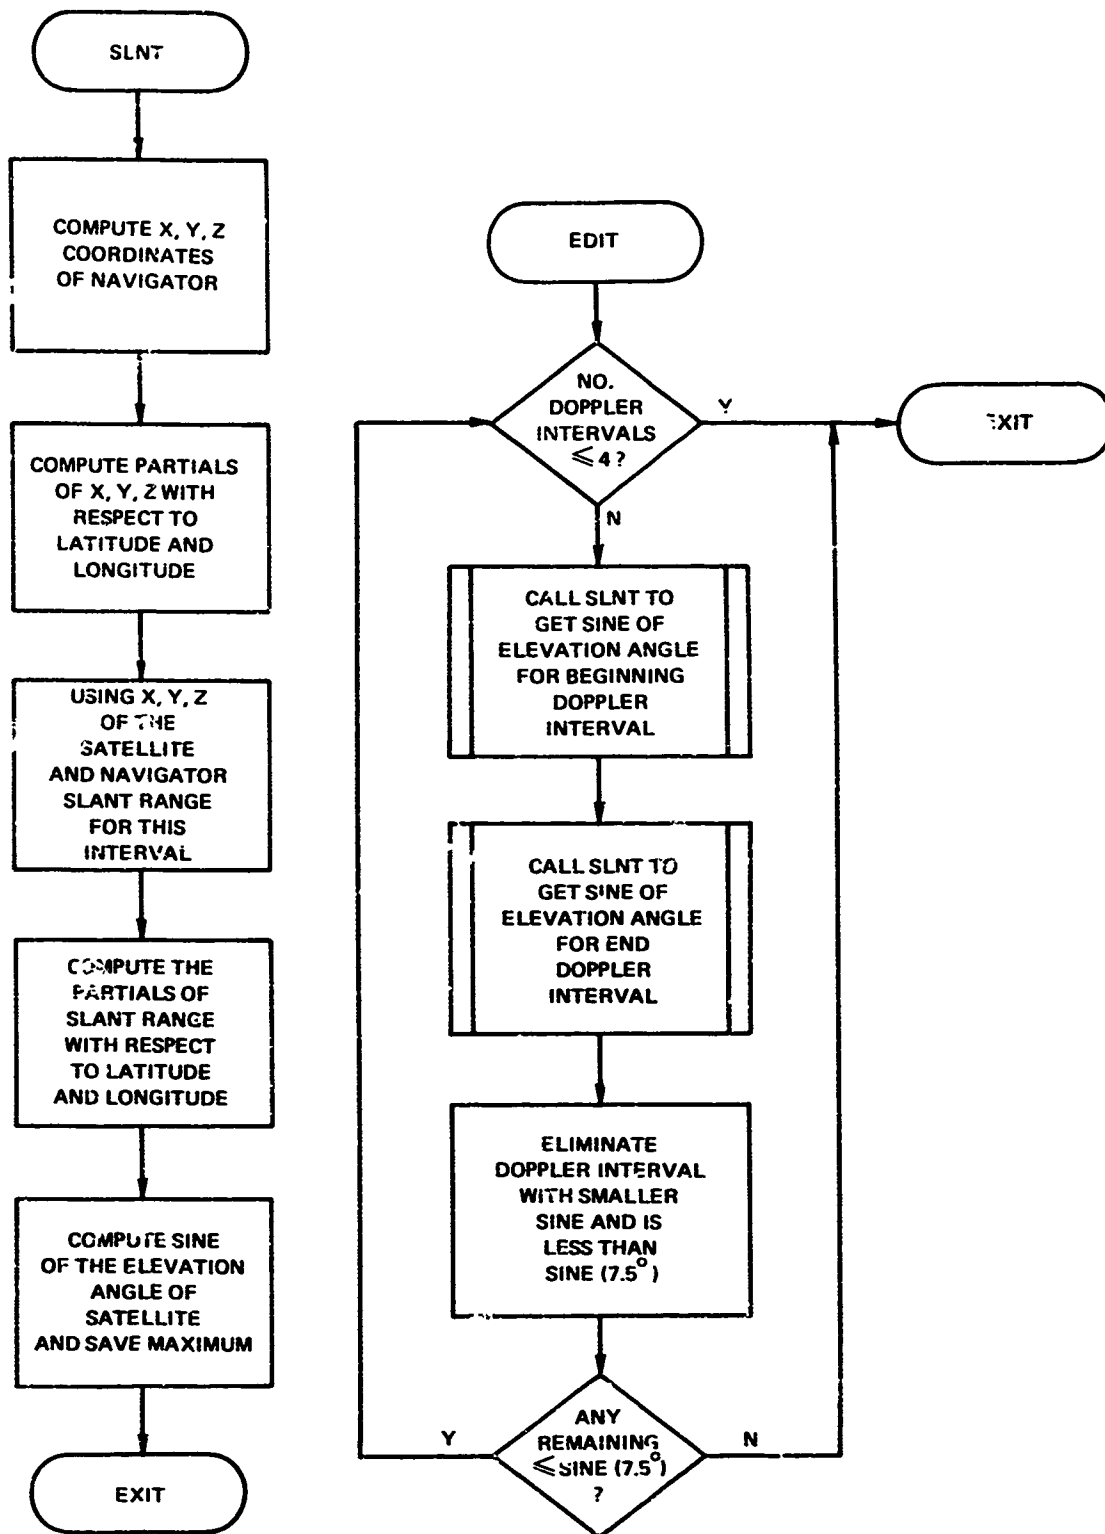 SLNT
COMPUTE X, Y, Z
COORDINATES
OF NAVIGATOR
COMPUTE PARTIALS
OF X, Y, Z WITH
RESPECT TO
LATITUDE AND
LONGITUDE
USING X, Y, Z
OF THE
SATELLITE
AND NAVIGATOR
SLANT RANGE
FOR THIS
INTERVAL
COMPUTE THE
PARTIALS OF
SLANT RANGE
WITH RESPECT
TO LATITUDE
AND LONGITUDE
COMPUTE SINE
OF THE ELEVATION
ANGLE OF
SATELLITE
AND SAVE MAXIMUM
EXIT
EDIT
NO.
DOPPLER
INTERVALS
≤ 4 ?
Y
EXIT
N
CALL SLNT TO
GET SINE OF
ELEVATION ANGLE
FOR BEGINNING
DOPPLER
INTERVAL
CALL SLNT TO
GET SINE OF
ELEVATION ANGLE
FOR END
DOPPLER
INTERVAL
ELIMINATE
DOPPLER INTERVAL
WITH SMALLER
SINE AND IS
LESS THAN
SINE (7.5°)
ANY
REMAINING
≤ SINE (7.5°)
?
Y
N